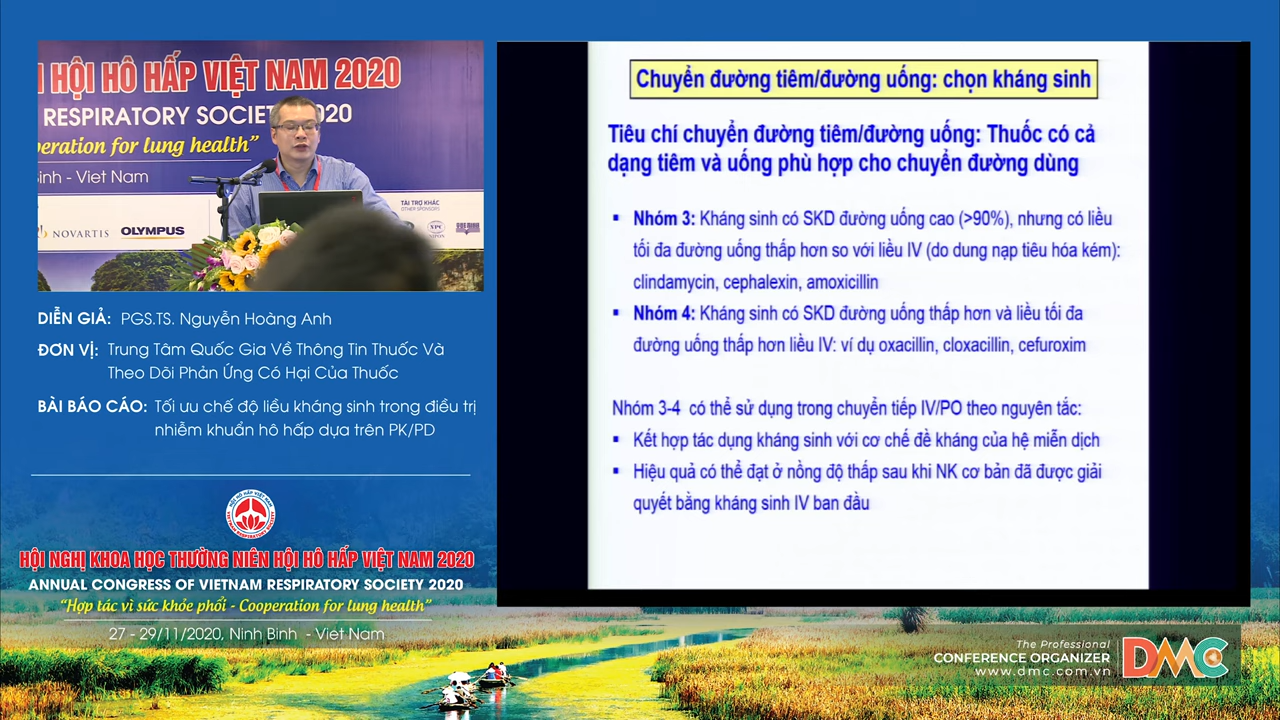 HỘI HÔ HẤP VIỆT NAM 2020
RESPIRATORY SOCIETY 2020
peration for lung health”
inh - Viet Nam
TÀI TRỢ KHÁC
OTHER SPONSORS
NOVARTIS
OLYMPUS
DIỄN GIẢ: PGS.TS. Nguyễn Hoàng Anh
ĐƠN VỊ: Trung Tâm Quốc Gia Về Thông Tin Thuốc Và
Theo Dõi Phản Ứng Có Hại Của Thuốc
BÀI BÁO CÁO: Tối ưu chế độ liều kháng sinh trong điều trị
nhiễm khuẩn hô hấp dựa trên PK/PD
HỘI HÔ HẤP VIỆT NAM
VIETNAM RESPIRATORY SOCIETY
HỘI NGHỊ KHOA HỌC THƯỜNG NIÊN HỘI HÔ HẤP VIỆT NAM 2020
ANNUAL CONGRESS OF VIETNAM RESPIRATORY SOCIETY 2020
“Hợp tác vì sức khỏe phổi - Cooperation for lung health”
27 - 29/11/2020, Ninh Binh - Viet Nam
Chuyển đường tiêm/đường uống: chọn kháng sinh
Tiêu chí chuyển đường tiêm/đường uống: Thuốc có cả
dạng tiêm và uống phù hợp cho chuyển đường dùng
▪ Nhóm 3: Kháng sinh có SKD đường uống cao (>90%), nhưng có liều
tối đa đường uống thấp hơn so với liều IV (do dung nạp tiêu hóa kém):
clindamycin, cephalexin, amoxicillin
▪ Nhóm 4: Kháng sinh có SKD đường uống thấp hơn và liều tối đa
đường uống thấp hơn liều IV: ví dụ oxacillin, cloxacillin, cefuroxim
Nhóm 3-4 có thể sử dụng trong chuyển tiếp IV/PO theo nguyên tắc:
▪ Kết hợp tác dụng kháng sinh với cơ chế đề kháng của hệ miễn dịch
▪ Hiệu quả có thể đạt ở nồng độ thấp sau khi NK cơ bản đã được giải
quyết bằng kháng sinh IV ban đầu
The Professional
CONFERENCE ORGANIZER
www.dmc.com.vn
DMC